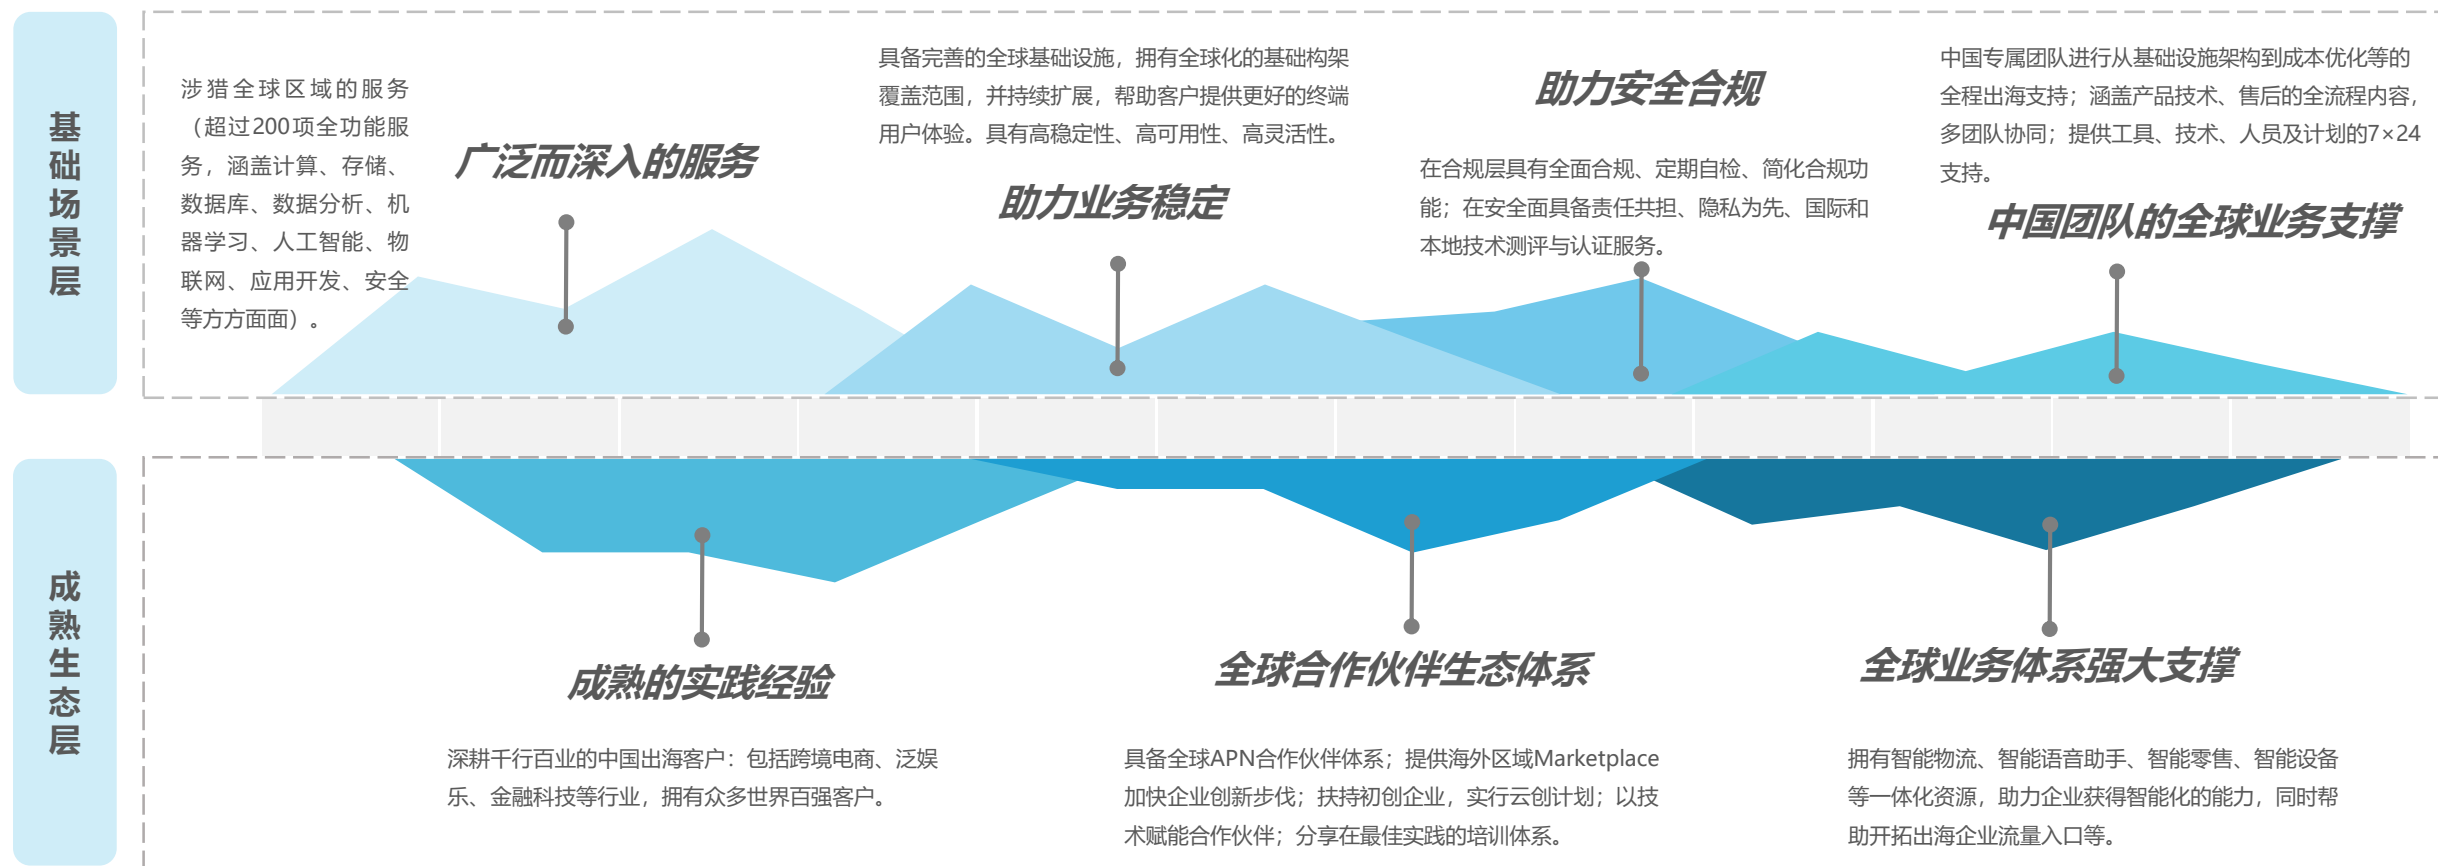 基础场景层
涉猎全球区域的服务
（超过200项全功能服
务，涵盖计算、存储、
数据库、数据分析、机
器学习、人工智能、物
联网、应用开发、安全
等方方面面）。
广泛而深入的服务
具备完善的全球基础设施，拥有全球化的基础构架
覆盖范围，并持续扩展，帮助客户提供更好的终端
用户体验。具有高稳定性、高可用性、高灵活性。
助力业务稳定
助力安全合规
在合规层具有全面合规、定期自检、简化合规功
能；在安全面具备责任共担、隐私为先、国际和
本地技术测评与认证服务。
中国专属团队进行从基础设施架构到成本优化等的
全程出海支持；涵盖产品技术、售后的全流程内容，
多团队协同；提供工具、技术、人员及计划的7×24
支持。
中国团队的全球业务支撑
成熟生态层
成熟的实践经验
深耕千行百业的中国出海客户：包括跨境电商、泛娱
乐、金融科技等行业，拥有众多世界百强客户。
全球合作伙伴生态体系
具备全球APN合作伙伴体系；提供海外区域Marketplace
加快企业创新步伐；扶持初创企业，实行云创计划；以技
术赋能合作伙伴；分享在最佳实践的培训体系。
全球业务体系强大支撑
拥有智能物流、智能语音助手、智能零售、智能设备
等一体化资源，助力企业获得智能化的能力，同时帮
助开拓出海企业流量入口等。